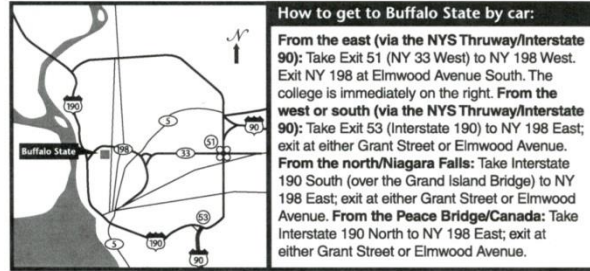 N
190
5
90
51
Buffalo State
198
33
53
190
90
5
How to get to Buffalo State by car:
From the east (via the NYS Thruway/Interstate
90): Take Exit 51 (NY 33 West) to NY 198 West.
Exit NY 198 at Elmwood Avenue South. The
college is immediately on the right. From the
west or south (via the NYS Thruway/Interstate
90): Take Exit 53 (Interstate 190) to NY 198 East;
exit at either Grant Street or Elmwood Avenue.
From the north/Niagara Falls: Take Interstate
190 South (over the Grand Island Bridge) to NY
198 East; exit at either Grant Street or Elmwood
Avenue. From the Peace Bridge/Canada: Take
Interstate 190 North to NY 198 East; exit at
either Grant Street or Elmwood Avenue.